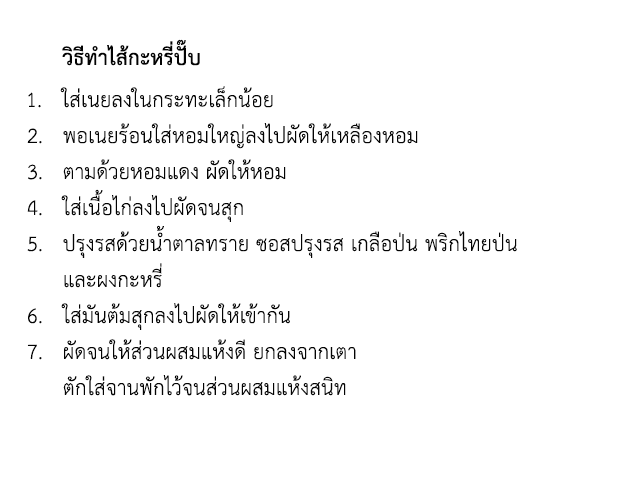 วิธีทำไส้กะหรี่ปั๊บ
1. ใส่เนยลงในกระทะเล็กน้อย
2. พอเนยร้อนใส่หอมใหญ่ลงไปผัดให้เหลืองหอม
3. ตามด้วยหอมแดง ผัดให้หอม
4. ใส่เนื้อไก่ลงไปผัดจนสุก
5. ปรุงรสด้วยน้ำตาลทราย ซอสปรุงรส เกลือป่น พริกไทยป่น
และผงกะหรี่
6. ใส่มันต้มสุกลงไปผัดให้เข้ากัน
7. ผัดจนให้ส่วนผสมแห้งดี ยกลงจากเตา
ตักใส่จานพักไว้จนส่วนผสมแห้งสนิท